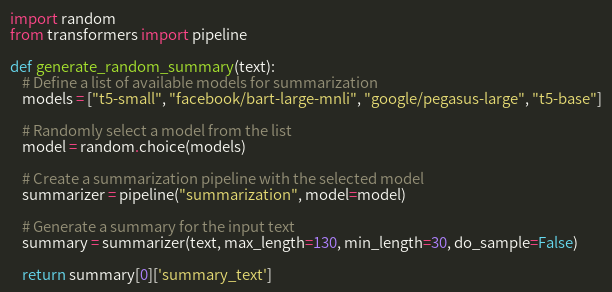 import random
from transformers import pipeline
def generate_random_summary(text):
# Define a list of available models for summarization
models = ["t5-small", "facebook/bart-large-mnli", "google/pegasus-large", "t5-base"]
# Randomly select a model from the list
model = random.choice(models)
# Create a summarization pipeline with the selected model
summarizer = pipeline("summarization", model=model)
# Generate a summary for the input text
summary = summarizer(text, max_length=130, min_length=30, do_sample=False)
return summary[0]['summary_text']